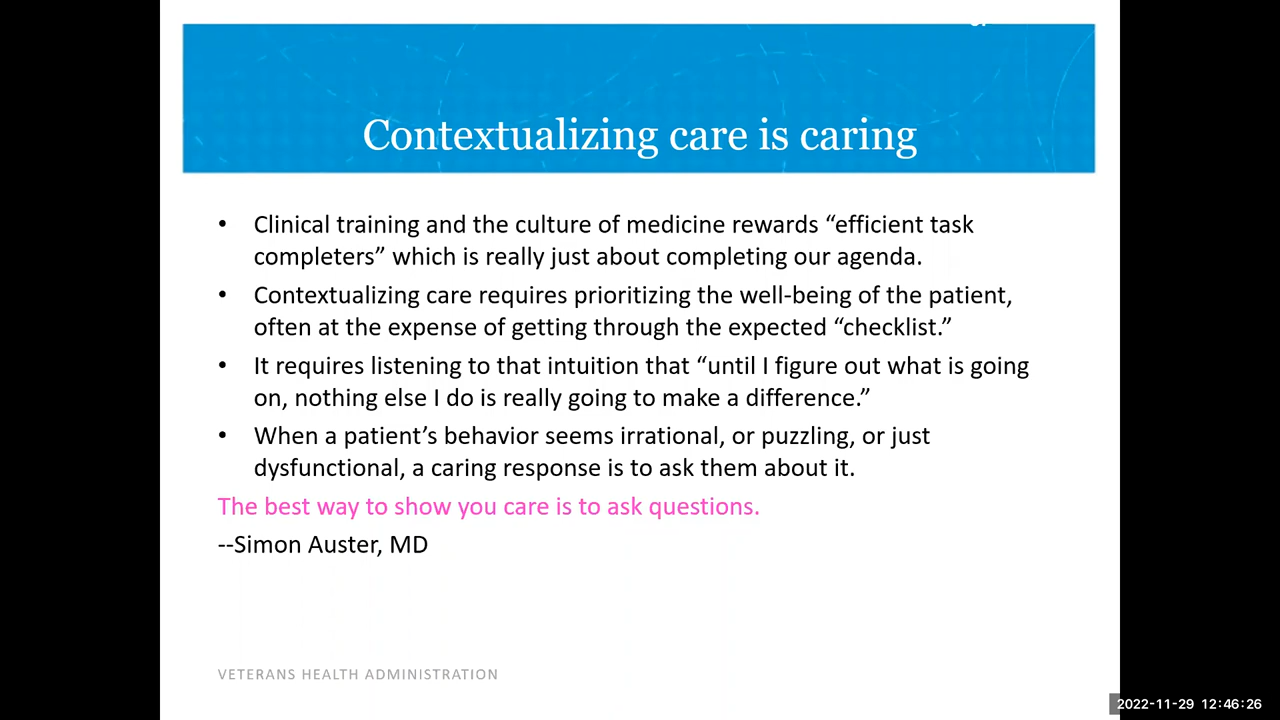 Contextualizing care is caring
• Clinical training and the culture of medicine rewards “efficient task
completers” which is really just about completing our agenda.
• Contextualizing care requires prioritizing the well-being of the patient,
often at the expense of getting through the expected “checklist.”
• It requires listening to that intuition that “until I figure out what is going
on, nothing else I do is really going to make a difference.”
• When a patient’s behavior seems irrational, or puzzling, or just
dysfunctional, a caring response is to ask them about it.
The best way to show you care is to ask questions.
--Simon Auster, MD
VETERANS HEALTH ADMINISTRATION
2022-11-29 12:46:26